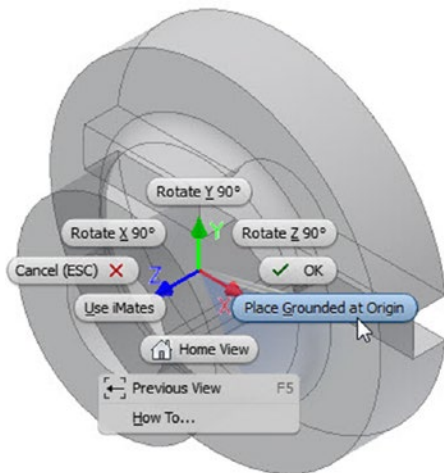 Rotate Y 90°
Y
Rotate X 90°
Rotate Z 90°
Cancel (ESC)
Z
OK
Use iMates
X
Place Grounded at Origin
Home View
Previous View F5
How To...